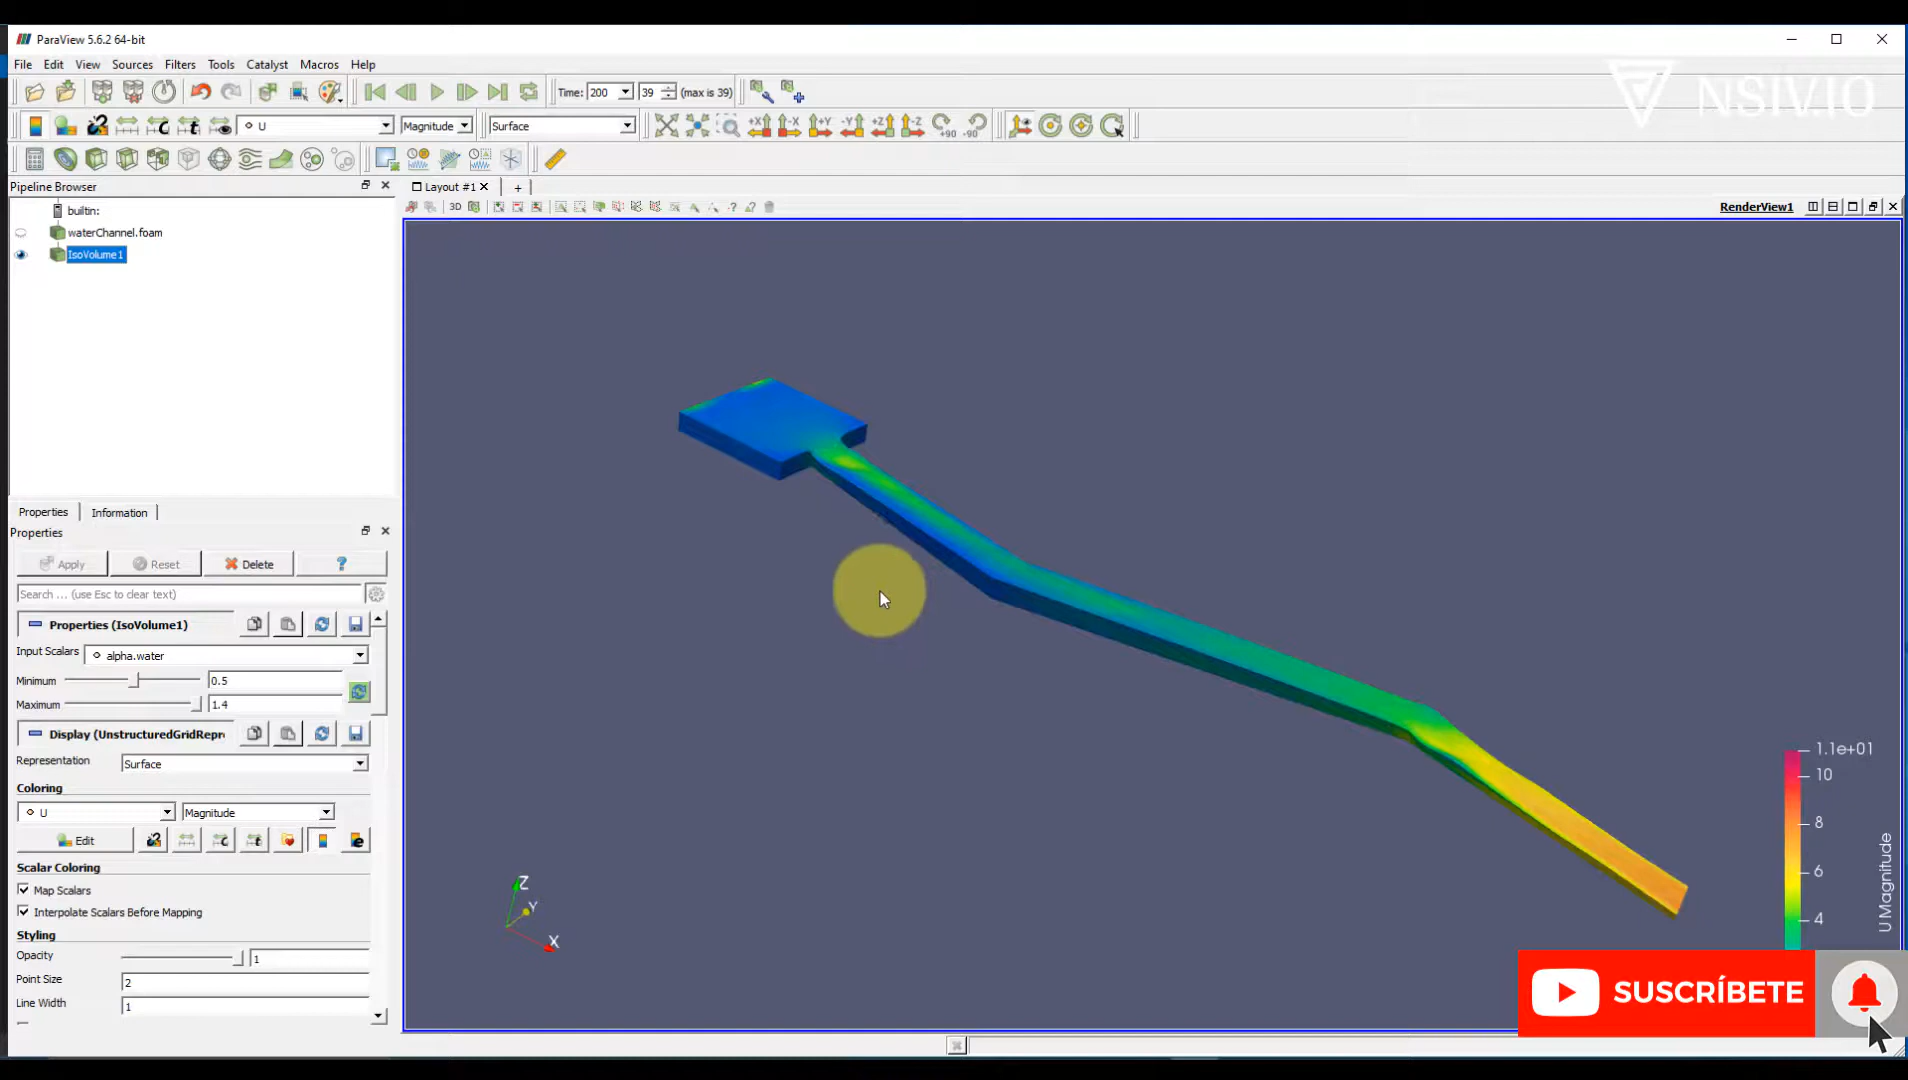 ParaView 5.6.2 64-bit
File Edit View Sources Filters Tools Catalyst Macros Help
NSIV.IO
Time: 200 39 (max is 39)
U Magnitude Surface +X -X +Y -Y +Z -Z +90 -90
Pipeline Browser
Layout #1 +
3D
RenderView1
builtin:
waterChannel.foam
IsoVolume1
Properties Information
Properties
Apply Reset Delete ?
Search ... (use Esc to clear text)
Properties (IsoVolume1)
Input Scalars alpha.water
Minimum 0.5
Maximum 1.4
Display (UnstructuredGridRepr
Representation Surface
Coloring
U Magnitude
Edit
Scalar Coloring
Map Scalars
Interpolate Scalars Before Mapping
Styling
Opacity 1
Point Size 2
Line Width 1
Z
Y
X
1.1e+01
10
8
6
4
U Magnitude
SUSCRÍBETE